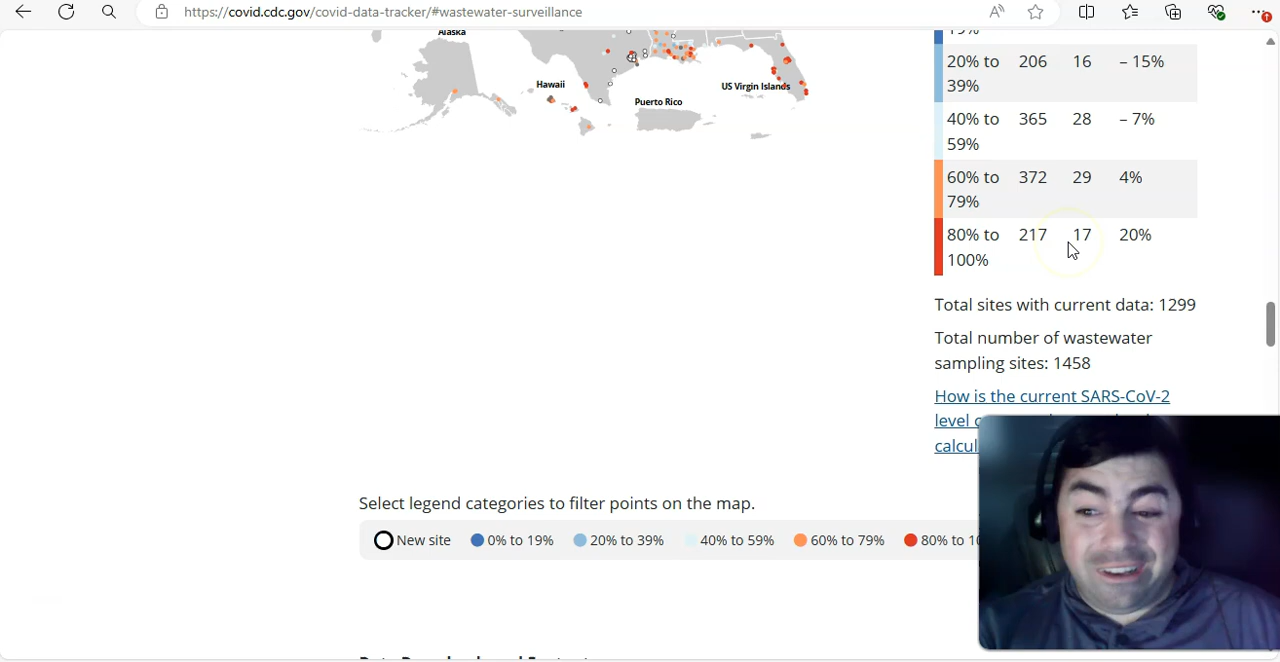 https://covid.cdc.gov/covid-data-tracker/#wastewater-surveillance
Alaska
Hawaii
Puerto Rico
US Virgin Islands
19%
20% to 206 16 – 15%
39%
40% to 365 28 – 7%
59%
60% to 372 29 4%
79%
80% to 217 17 20%
100%
Total sites with current data: 1299
Total number of wastewater
sampling sites: 1458
How is the current SARS-CoV-2
level
Select legend categories to filter points on the map.
New site 0% to 19% 20% to 39% 40% to 59% 60% to 79% 80% to